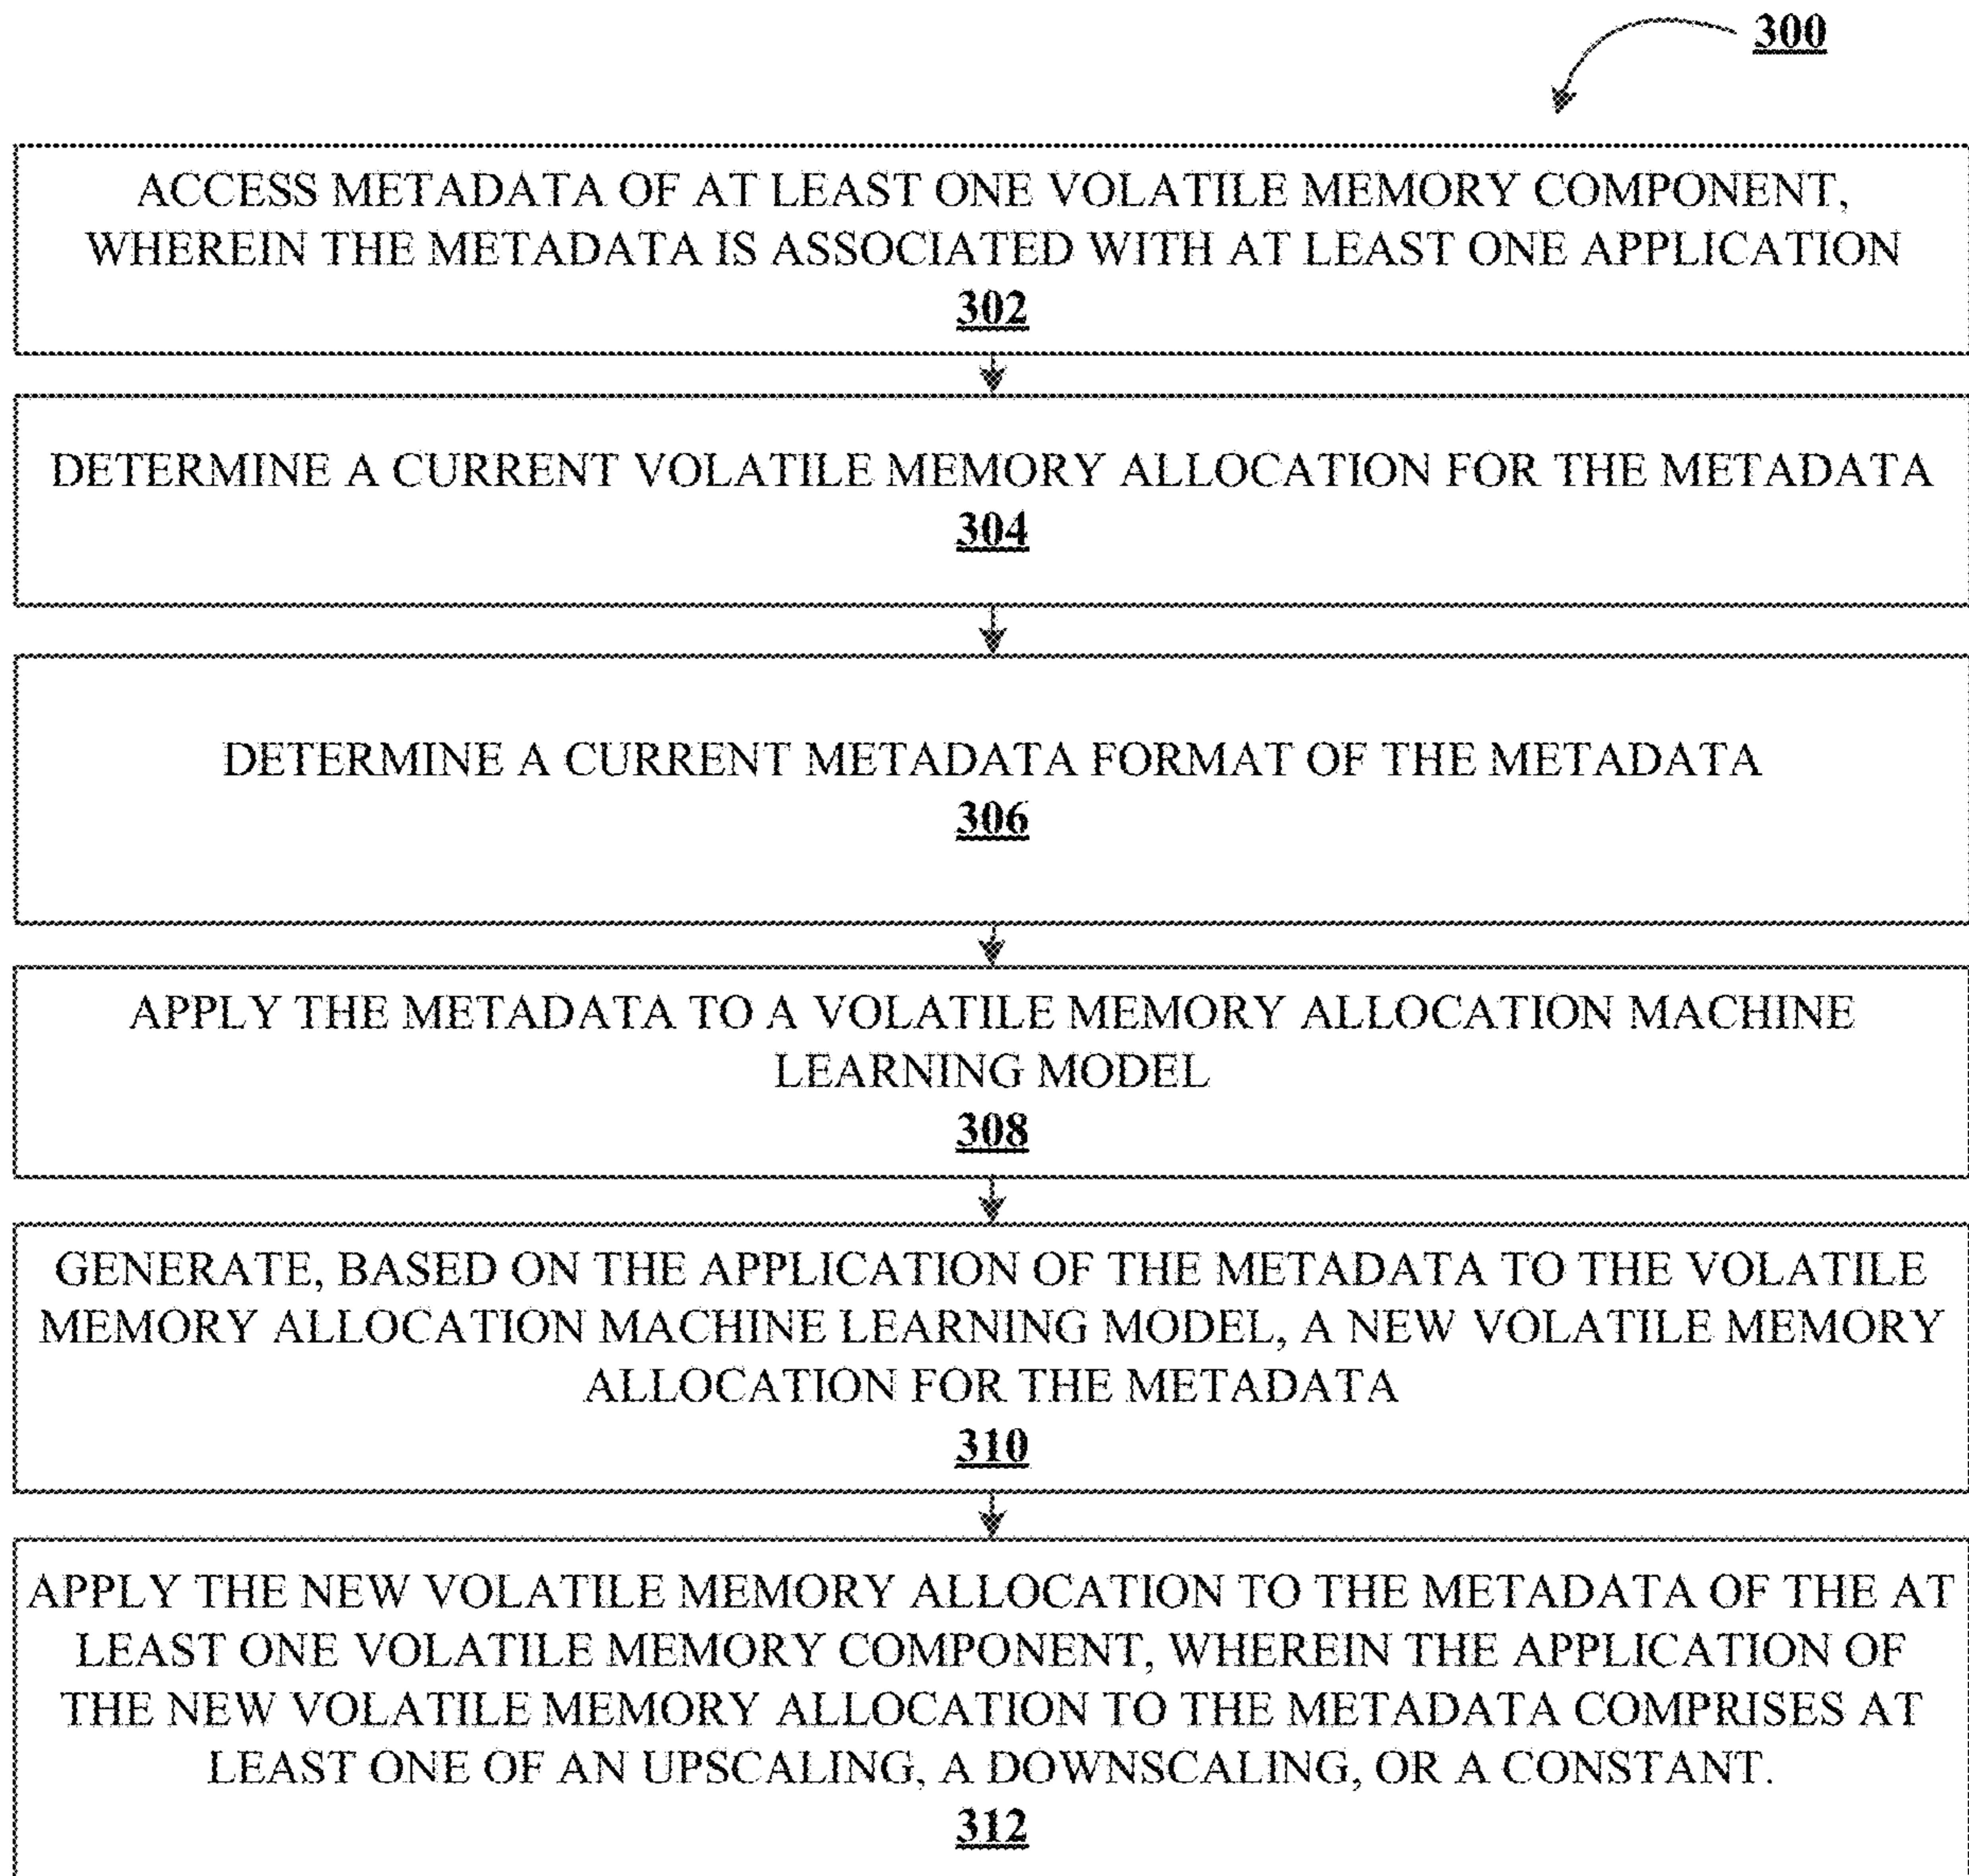 300
ACCESS METADATA OF AT LEAST ONE VOLATILE MEMORY COMPONENT,
WHEREIN THE METADATA IS ASSOCIATED WITH AT LEAST ONE APPLICATION
302
DETERMINE A CURRENT VOLATILE MEMORY ALLOCATION FOR THE METADATA
304
DETERMINE A CURRENT METADATA FORMAT OF THE METADATA
306
APPLY THE METADATA TO A VOLATILE MEMORY ALLOCATION MACHINE
LEARNING MODEL
308
GENERATE, BASED ON THE APPLICATION OF THE METADATA TO THE VOLATILE
MEMORY ALLOCATION MACHINE LEARNING MODEL, A NEW VOLATILE MEMORY
ALLOCATION FOR THE METADATA
310
APPLY THE NEW VOLATILE MEMORY ALLOCATION TO THE METADATA OF THE AT
LEAST ONE VOLATILE MEMORY COMPONENT, WHEREIN THE APPLICATION OF
THE NEW VOLATILE MEMORY ALLOCATION TO THE METADATA COMPRISES AT
LEAST ONE OF AN UPSCALING, A DOWNSCALING, OR A CONSTANT.
312